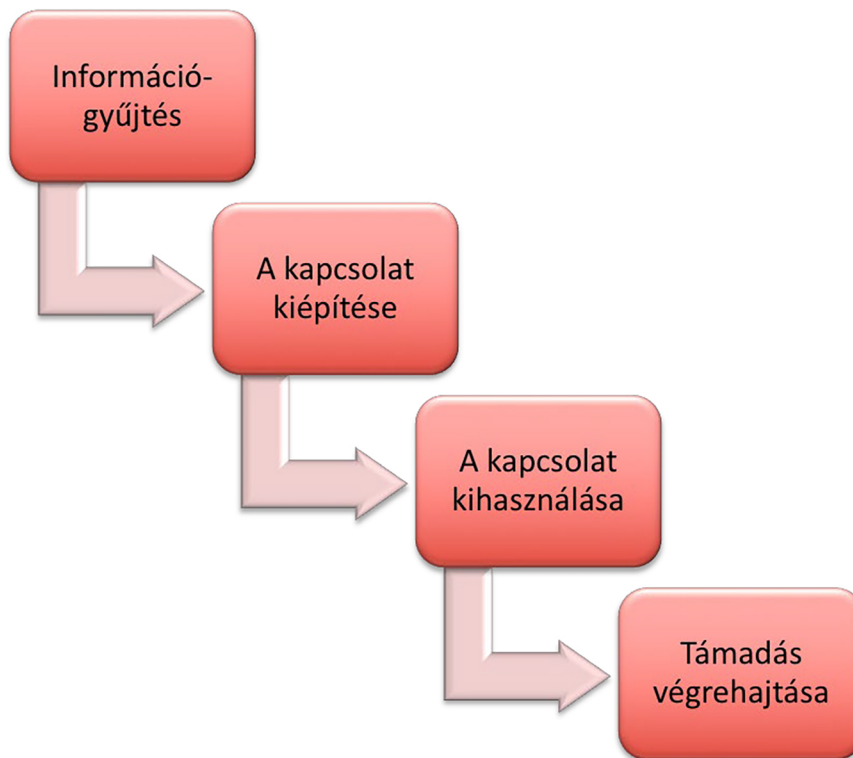 Információ-
gyűjtés
A kapcsolat
kiépítése
A kapcsolat
kihasználása
Támadás
végrehajtása